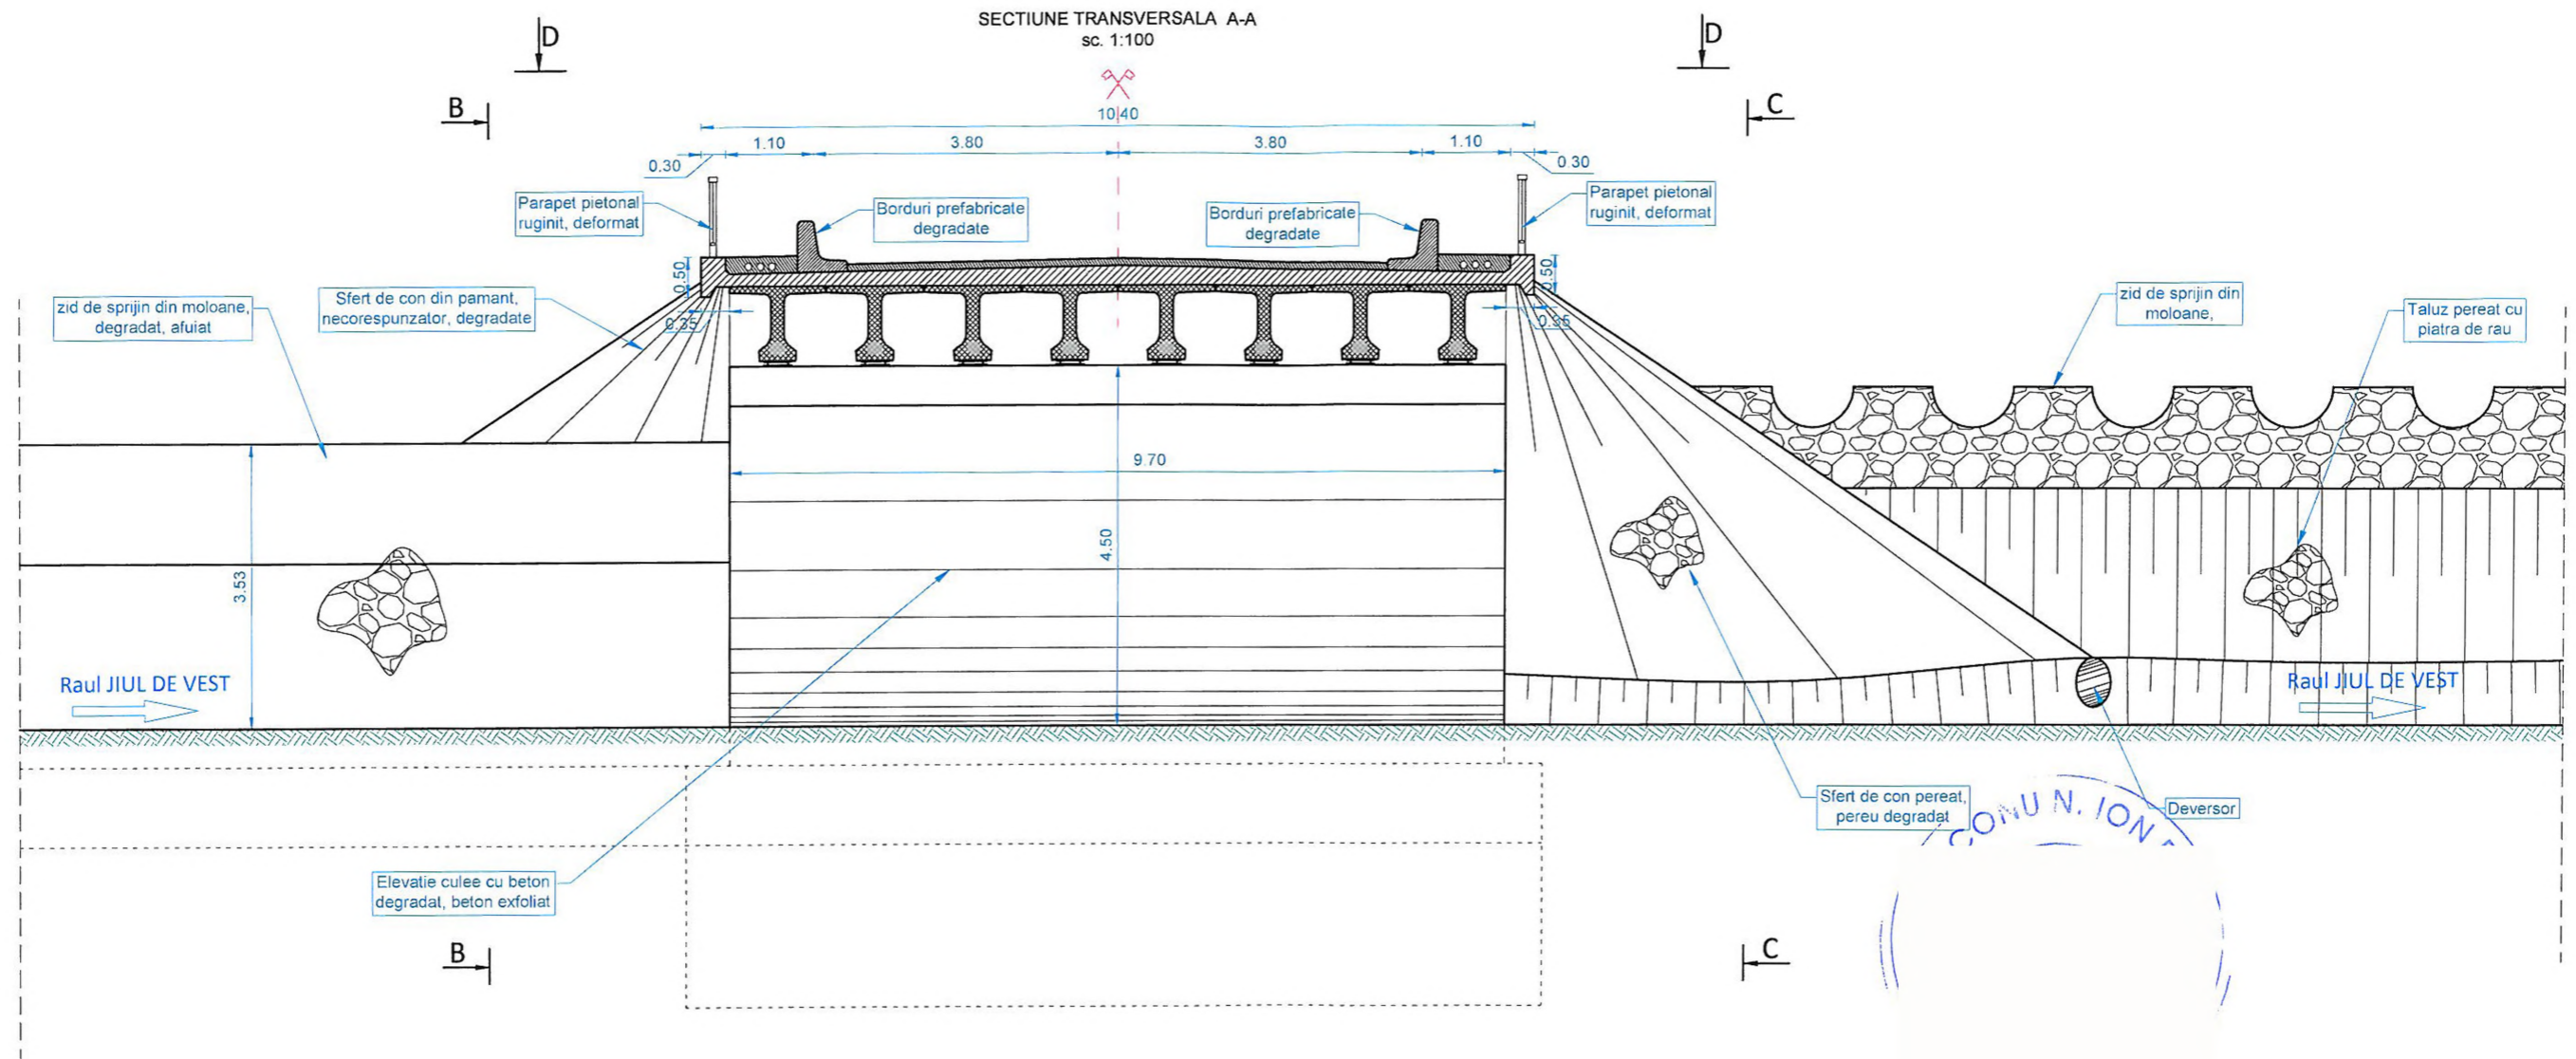 SECTIUNE TRANSVERSALA A-A
sc. 1:100
D
D
B
C
10.40
1.10
3.80
3.80
1.10
0.30
0.30
Parapet pietonal
ruginit, deformat
Borduri prefabricate
degradate
Borduri prefabricate
degradate
Parapet pietonal
ruginit, deformat
0.50
0.50
0.35
0.35
zid de sprijin din moloane,
degradat, afuiat
Sfert de con din pamant,
necorespunzator, degradate
zid de sprijin din
moloane,
Taluz pereat cu
piatra de rau
9.70
4.50
3.53
Raul JIUL DE VEST
Raul JIUL DE VEST
Sfert de con pereat,
pereu degradat
Deversor
CONU N. ION
Elevatie culee cu beton
degradat, beton exfoliat
B
C